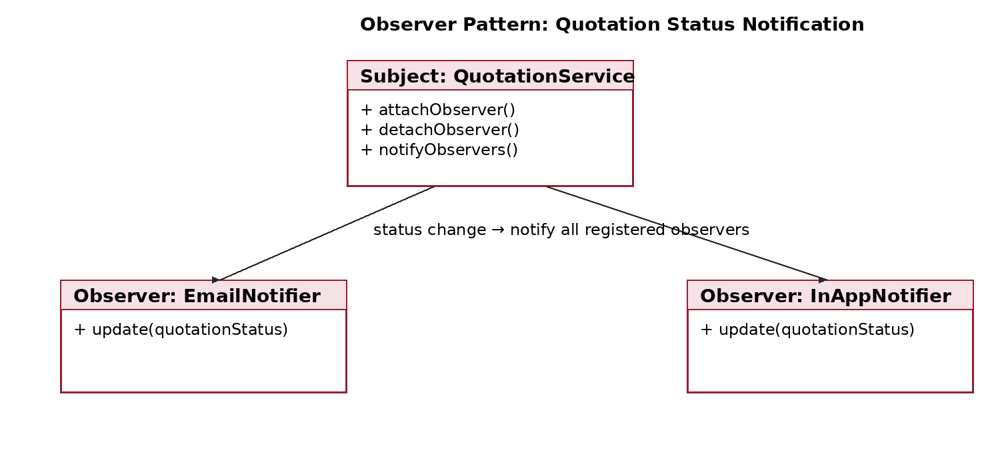 Observer Pattern: Quotation Status Notification
Subject: QuotationService
+ attachObserver()
+ detachObserver()
+ notifyObservers()
status change → notify all registered observers
Observer: EmailNotifier
+ update(quotationStatus)
Observer: InAppNotifier
+ update(quotationStatus)